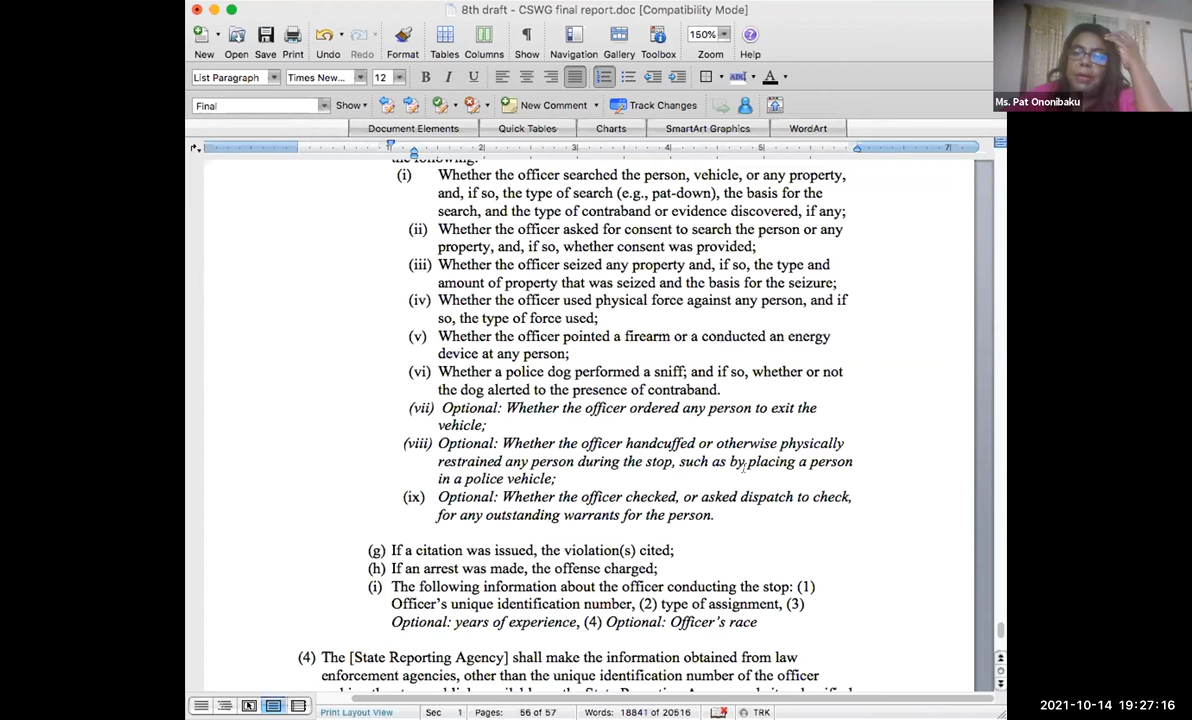 8th draft - CSWG final report.doc [Compatibility Mode]
150%
New Open Save Print Undo Redo Format Tables Columns Show Navigation Gallery Toolbox Zoom Help
List Paragraph Times New... 12 B I U ABC A
Final Show New Comment Track Changes
Document Elements Quick Tables Charts SmartArt Graphics WordArt
1 2 3 4 5 7
the following:
(i) Whether the officer searched the person, vehicle, or any property,
and, if so, the type of search (e.g., pat-down), the basis for the
search, and the type of contraband or evidence discovered, if any;
(ii) Whether the officer asked for consent to search the person or any
property, and, if so, whether consent was provided;
(iii) Whether the officer seized any property and, if so, the type and
amount of property that was seized and the basis for the seizure;
(iv) Whether the officer used physical force against any person, and if
so, the type of force used;
(v) Whether the officer pointed a firearm or a conducted an energy
device at any person;
(vi) Whether a police dog performed a sniff; and if so, whether or not
the dog alerted to the presence of contraband.
(vii) Optional: Whether the officer ordered any person to exit the
vehicle;
(viii) Optional: Whether the officer handcuffed or otherwise physically
restrained any person during the stop, such as by placing a person
in a police vehicle;
(ix) Optional: Whether the officer checked, or asked dispatch to check,
for any outstanding warrants for the person.
(g) If a citation was issued, the violation(s) cited;
(h) If an arrest was made, the offense charged;
(i) The following information about the officer conducting the stop: (1)
Officer's unique identification number, (2) type of assignment, (3)
Optional: years of experience, (4) Optional: Officer's race
(4) The [State Reporting Agency] shall make the information obtained from law
enforcement agencies, other than the unique identification number of the officer
Print Layout View Sec 1 Pages: 56 of 57 Words: 18841 of 20516 TRK
Ms. Pat Ononibaku
2021-10-14 19:27:16